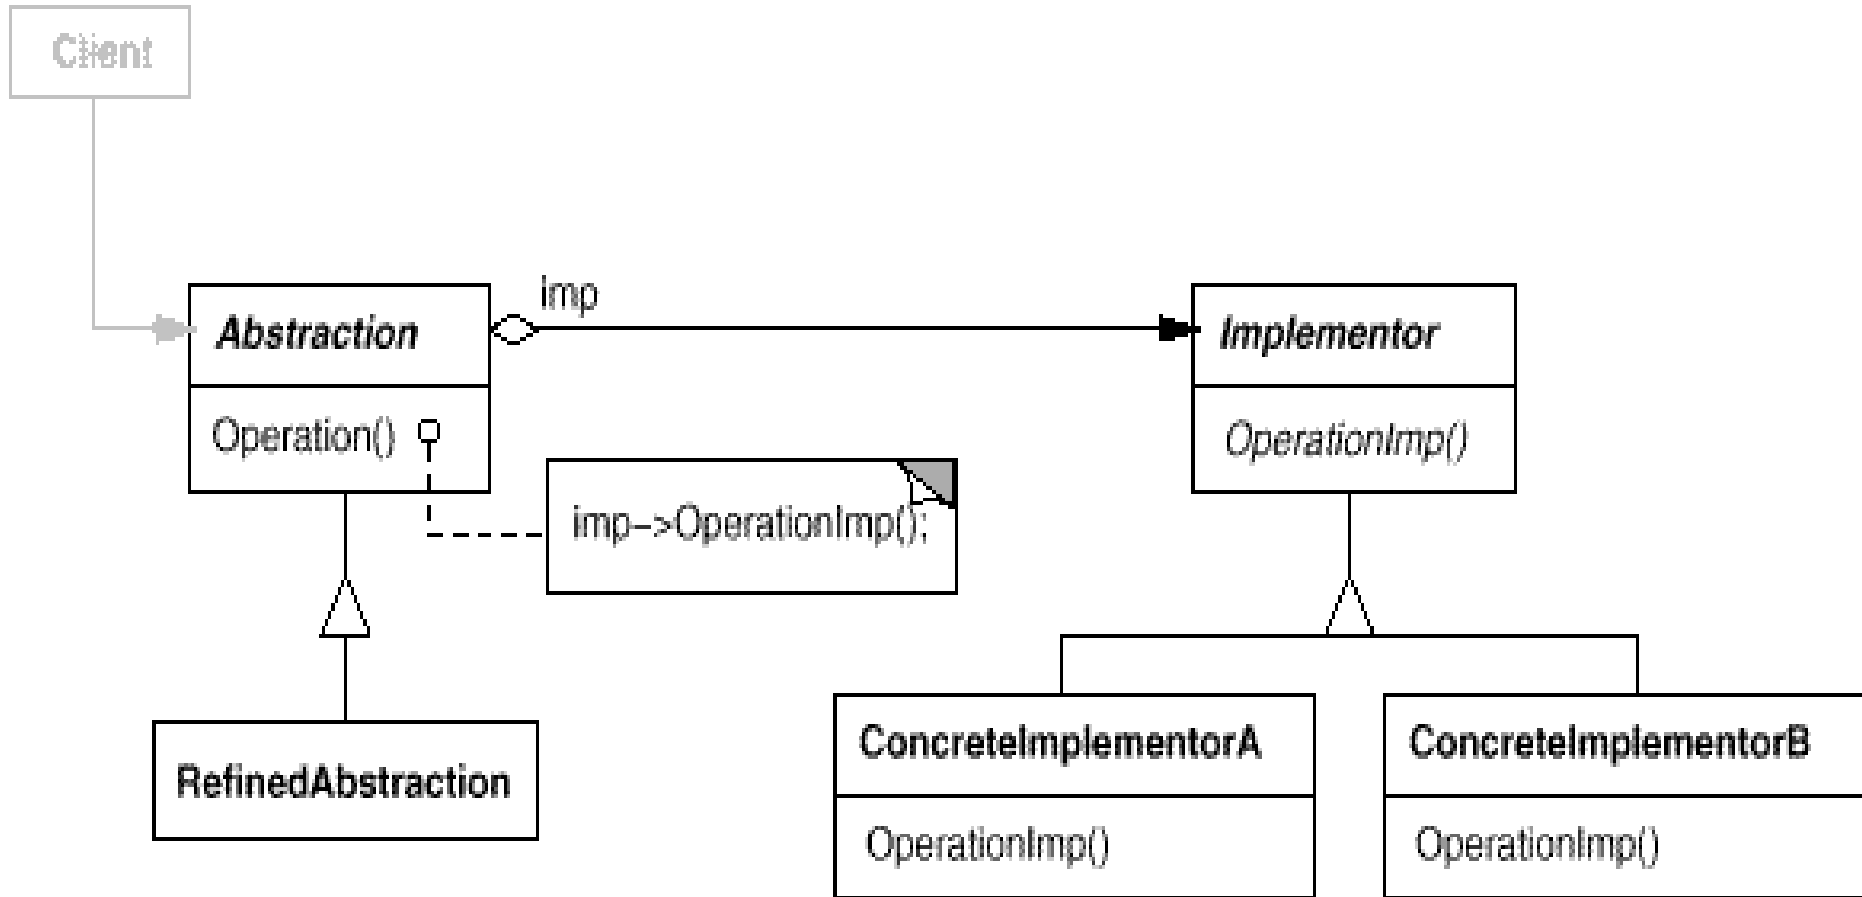 Client
imp
Abstraction
Implementor
Operation()
OperationImp()
imp->OperationImp();
RefinedAbstraction
ConcreteImplementorA
ConcreteImplementorB
OperationImp()
OperationImp()